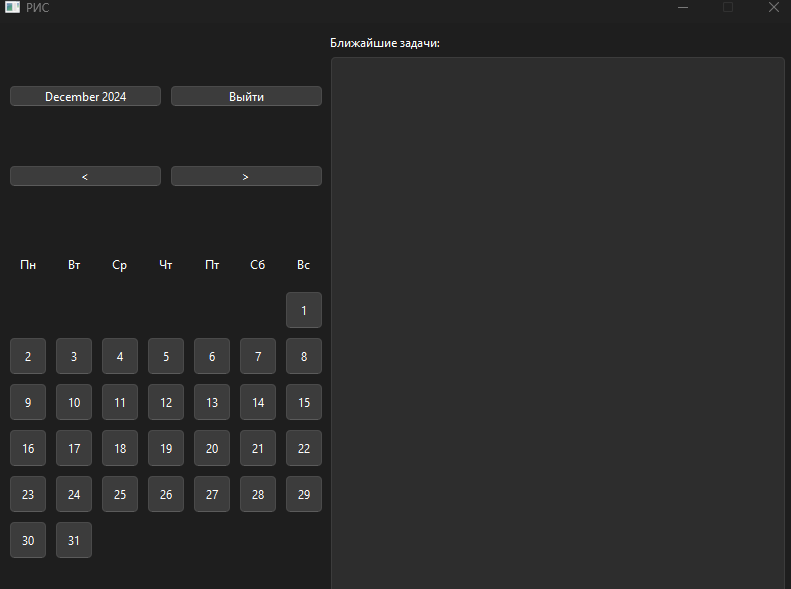 РИС
Ближайшие задачи:
December 2024 Выйти
< >
Пн Вт Ср Чт Пт Сб Вс
1
2 3 4 5 6 7 8
9 10 11 12 13 14 15
16 17 18 19 20 21 22
23 24 25 26 27 28 29
30 31